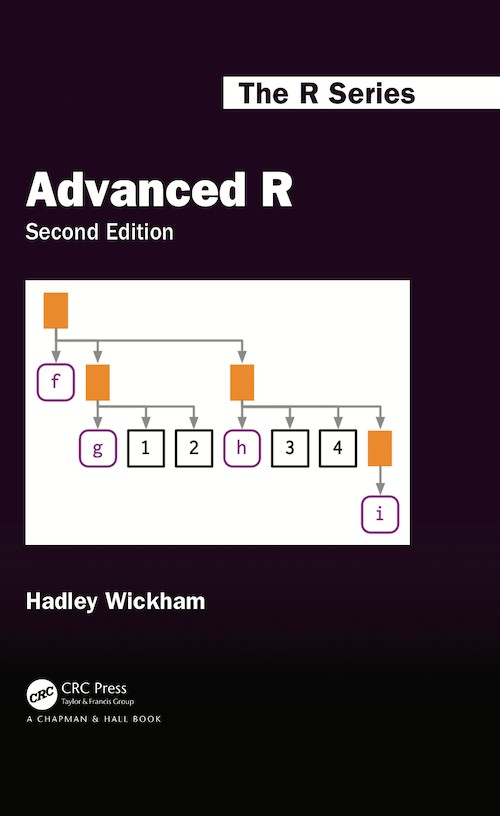 The R Series
Advanced R
Second Edition
f
g 1 2 h 3 4
i
Hadley Wickham
CRC CRC Press
Taylor & Francis Group
A CHAPMAN & HALL BOOK